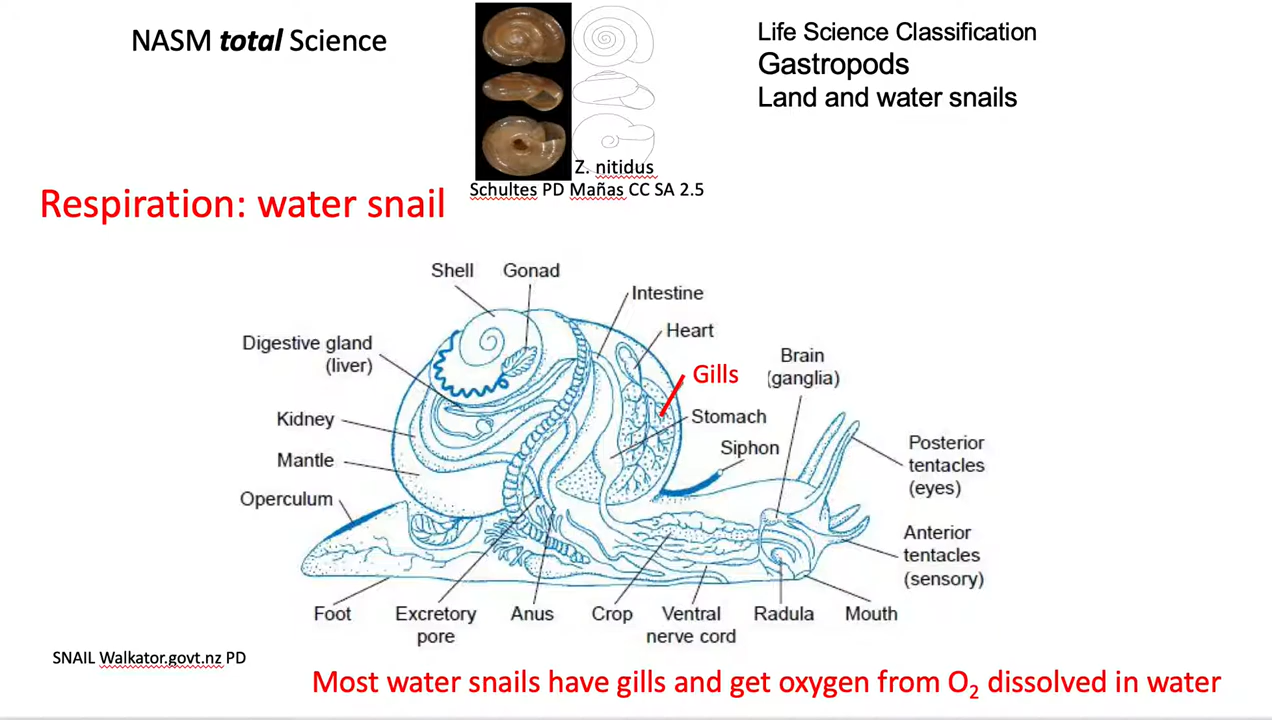 NASM total Science
Life Science Classification
Gastropods
Land and water snails
Z. nitidus
Schultes PD Mañas CC SA 2.5
Respiration: water snail
Shell
Gonad
Intestine
Heart
Digestive gland
(liver)
Brain
(ganglia)
Gills
Kidney
Stomach
Siphon
Posterior
tentacles
(eyes)
Mantle
Operculum
Anterior
tentacles
(sensory)
Foot
Excretory
pore
Anus
Crop
Ventral
nerve cord
Radula
Mouth
SNAIL Walkator.govt.nz PD
Most water snails have gills and get oxygen from O₂ dissolved in water